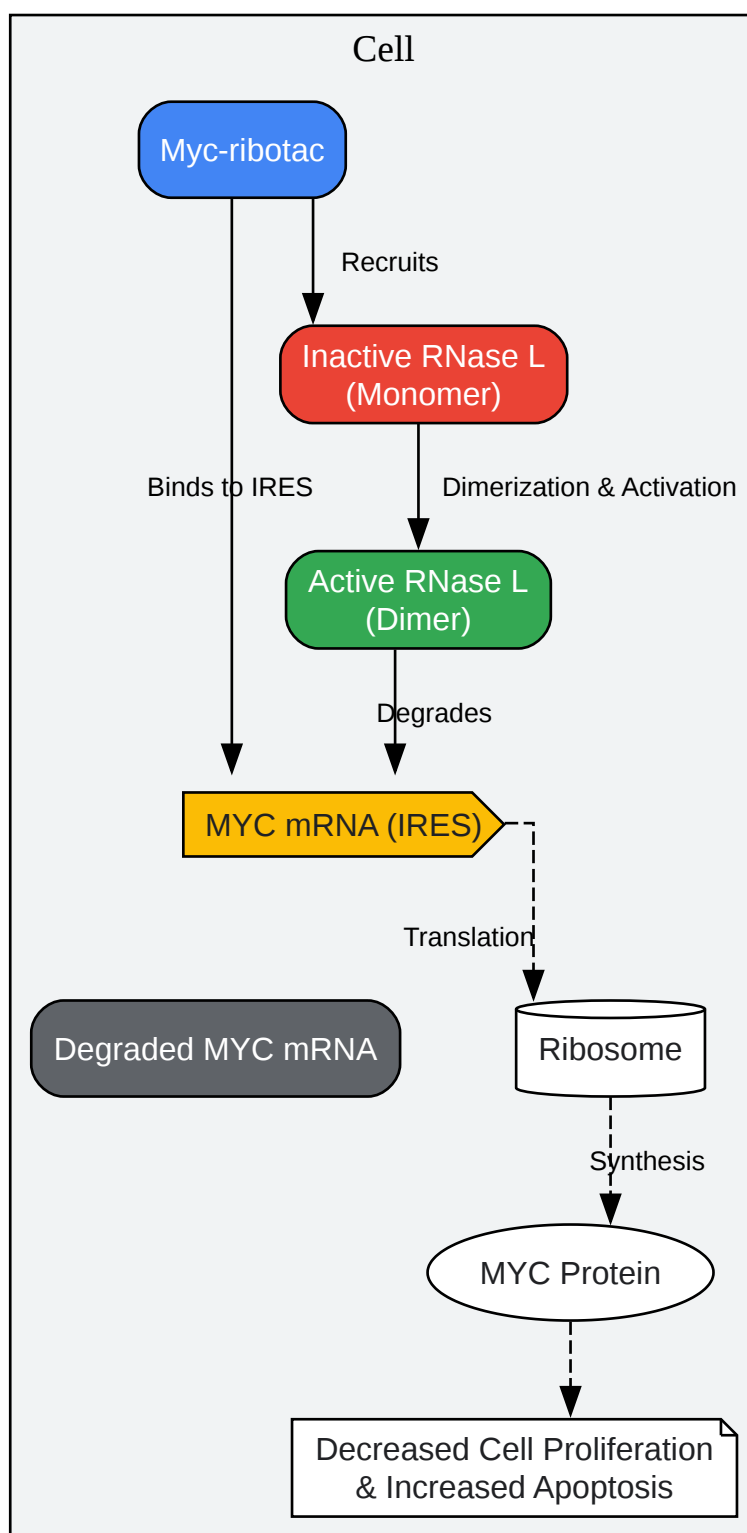 Cell
Myc-ribotac
Recruits
Inactive RNase L
(Monomer)
Binds to IRES
Dimerization & Activation
Active RNase L
(Dimer)
Degrades
MYC mRNA (IRES)
Translation
Degraded MYC mRNA
Ribosome
Synthesis
MYC Protein
Decreased Cell Proliferation
& Increased Apoptosis